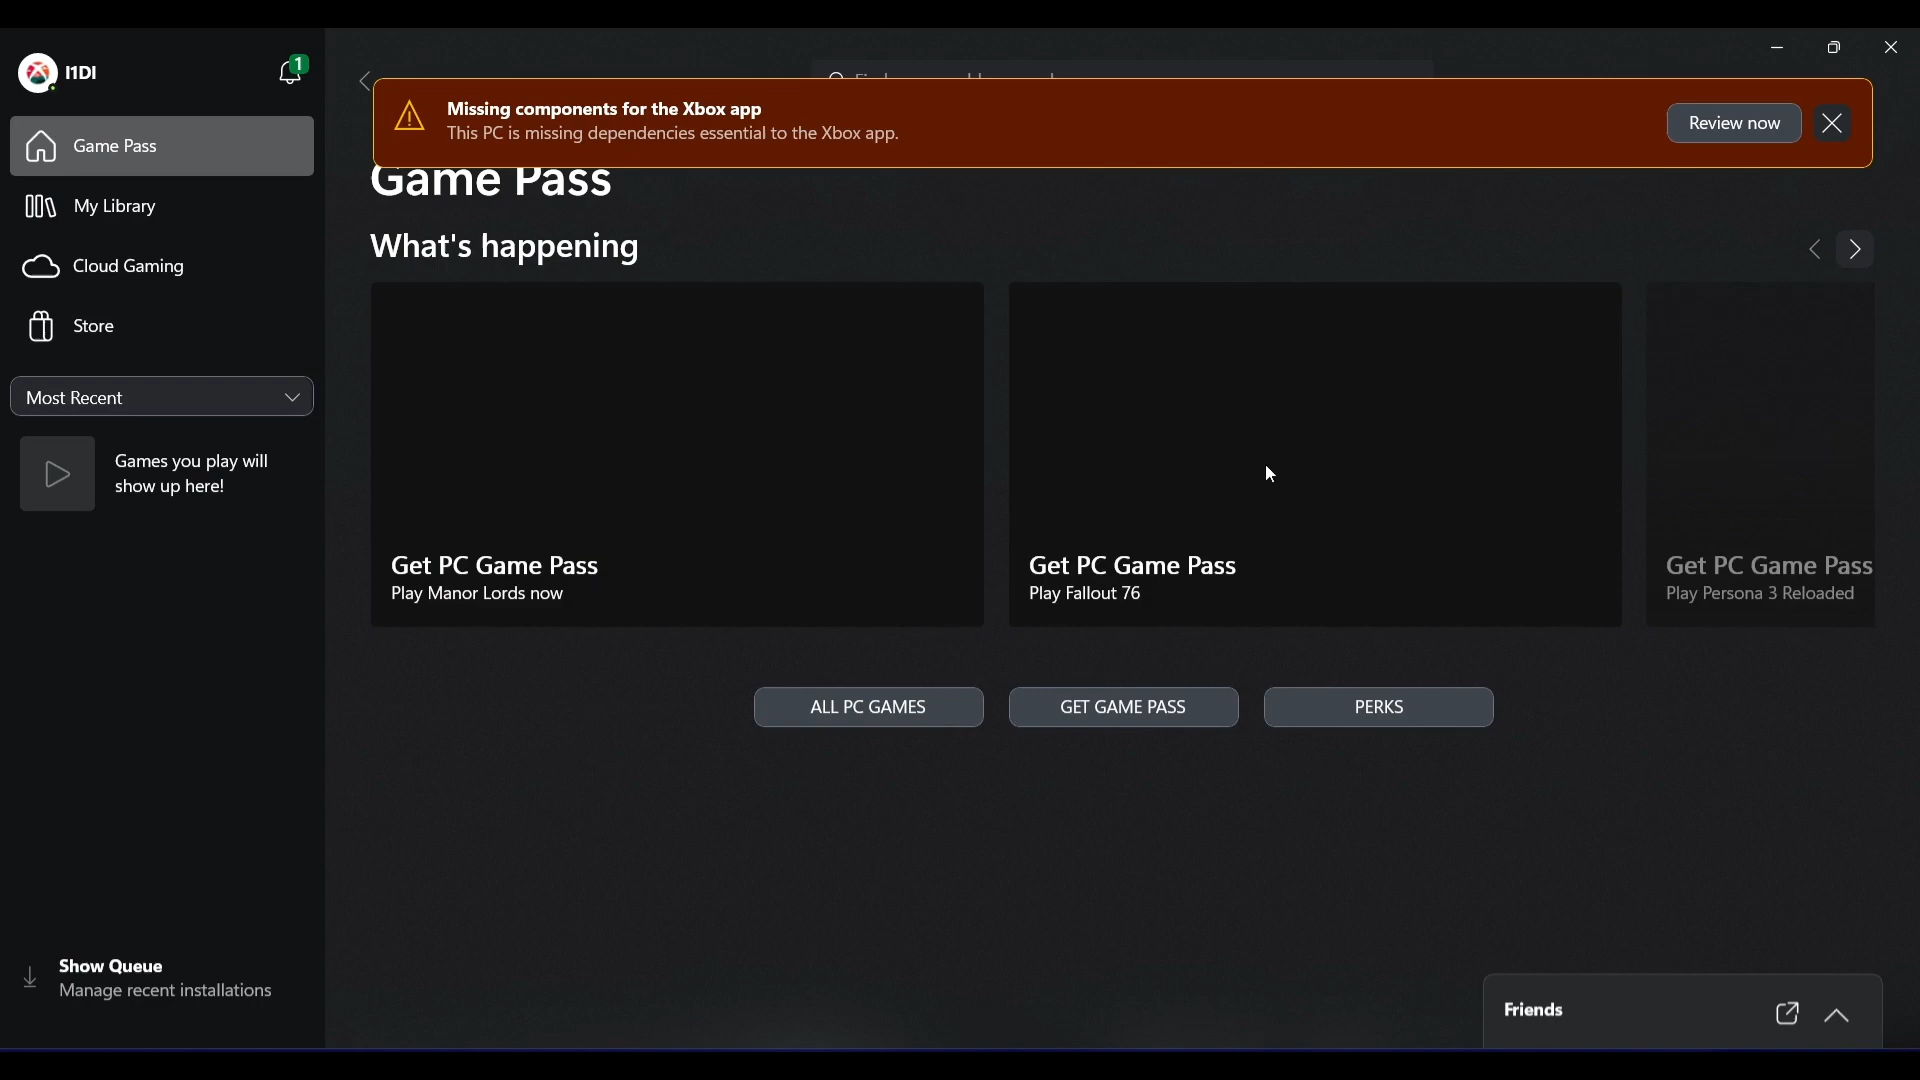 I1DI
1
Game Pass
My Library
Cloud Gaming
Store
Most Recent
Games you play will
show up here!
Show Queue
Manage recent installations
Missing components for the Xbox app
This PC is missing dependencies essential to the Xbox app.
Review now
Game Pass
What's happening
Get PC Game Pass
Play Manor Lords now
Get PC Game Pass
Play Fallout 76
Get PC Game Pass
Play Persona 3 Reloaded
ALL PC GAMES
GET GAME PASS
PERKS
Friends